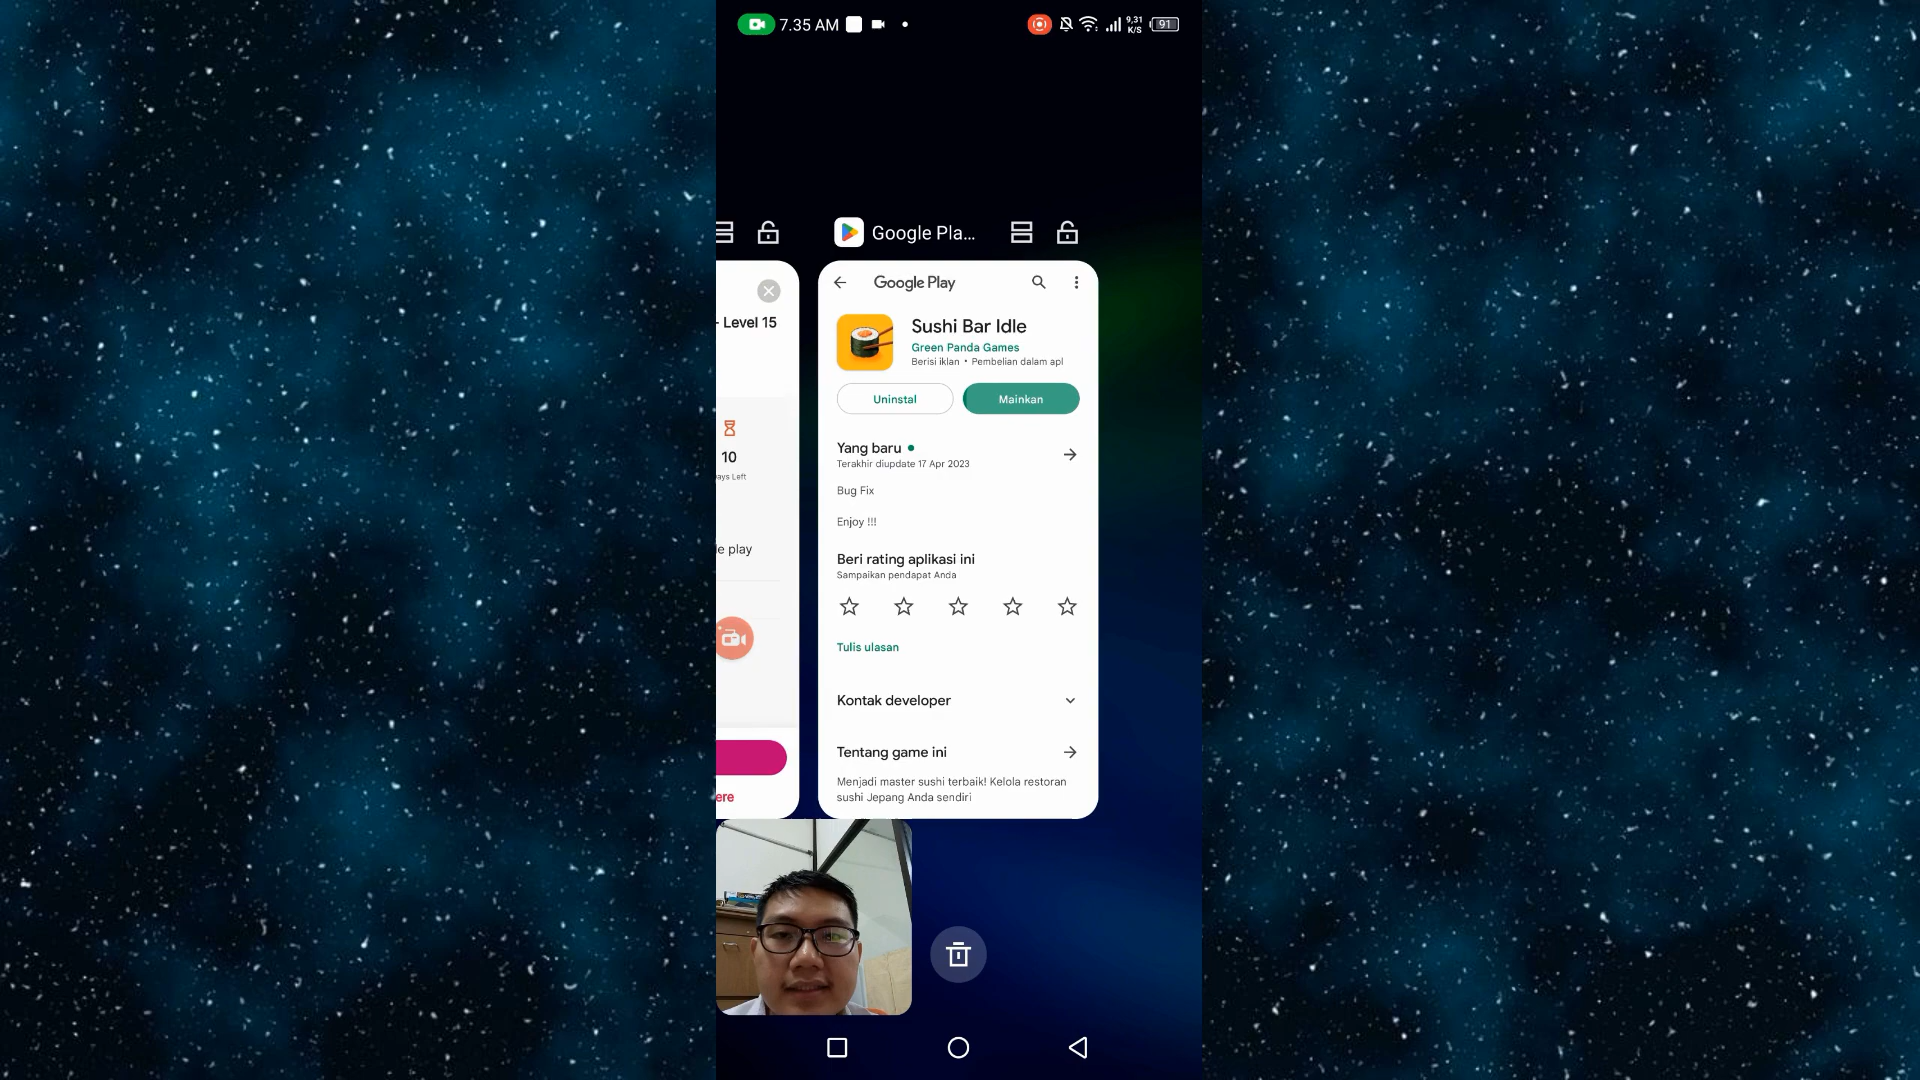 7.35 AM
9,31
K/S
91
Google Pla...
- Level 15
10
ays Left
le play
ere
Google Play
Sushi Bar Idle
Green Panda Games
Berisi iklan • Pembelian dalam apl
Uninstal
Mainkan
Yang baru
Terakhir diupdate 17 Apr 2023
Bug Fix
Enjoy !!!
Beri rating aplikasi ini
Sampaikan pendapat Anda
Tulis ulasan
Kontak developer
Tentang game ini
Menjadi master sushi terbaik! Kelola restoran
sushi Jepang Anda sendiri